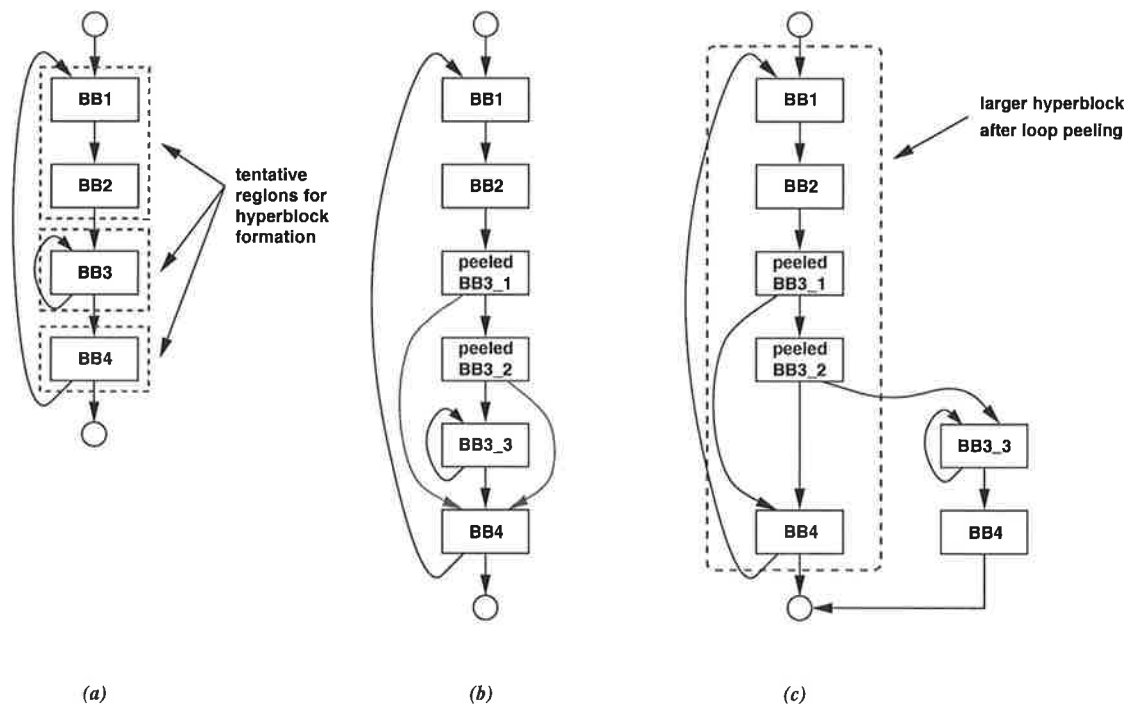 BB1
BB2
BB3
BB4
tentative
regions for
hyperblock
formation
(a)
BB1
BB2
peeled
BB3_1
peeled
BB3_2
BB3_3
BB4
(b)
BB1
BB2
peeled
BB3_1
peeled
BB3_2
BB4
BB3_3
BB4
larger hyperblock
after loop peeling
(c)